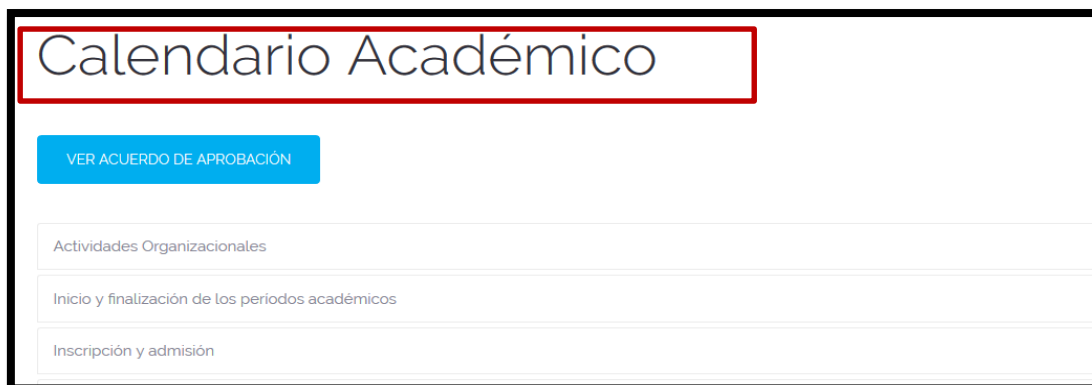 Calendario Académico
VER ACUERDO DE APROBACIÓN
Actividades Organizacionales
Inicio y finalización de los períodos académicos
Inscripción y admisión